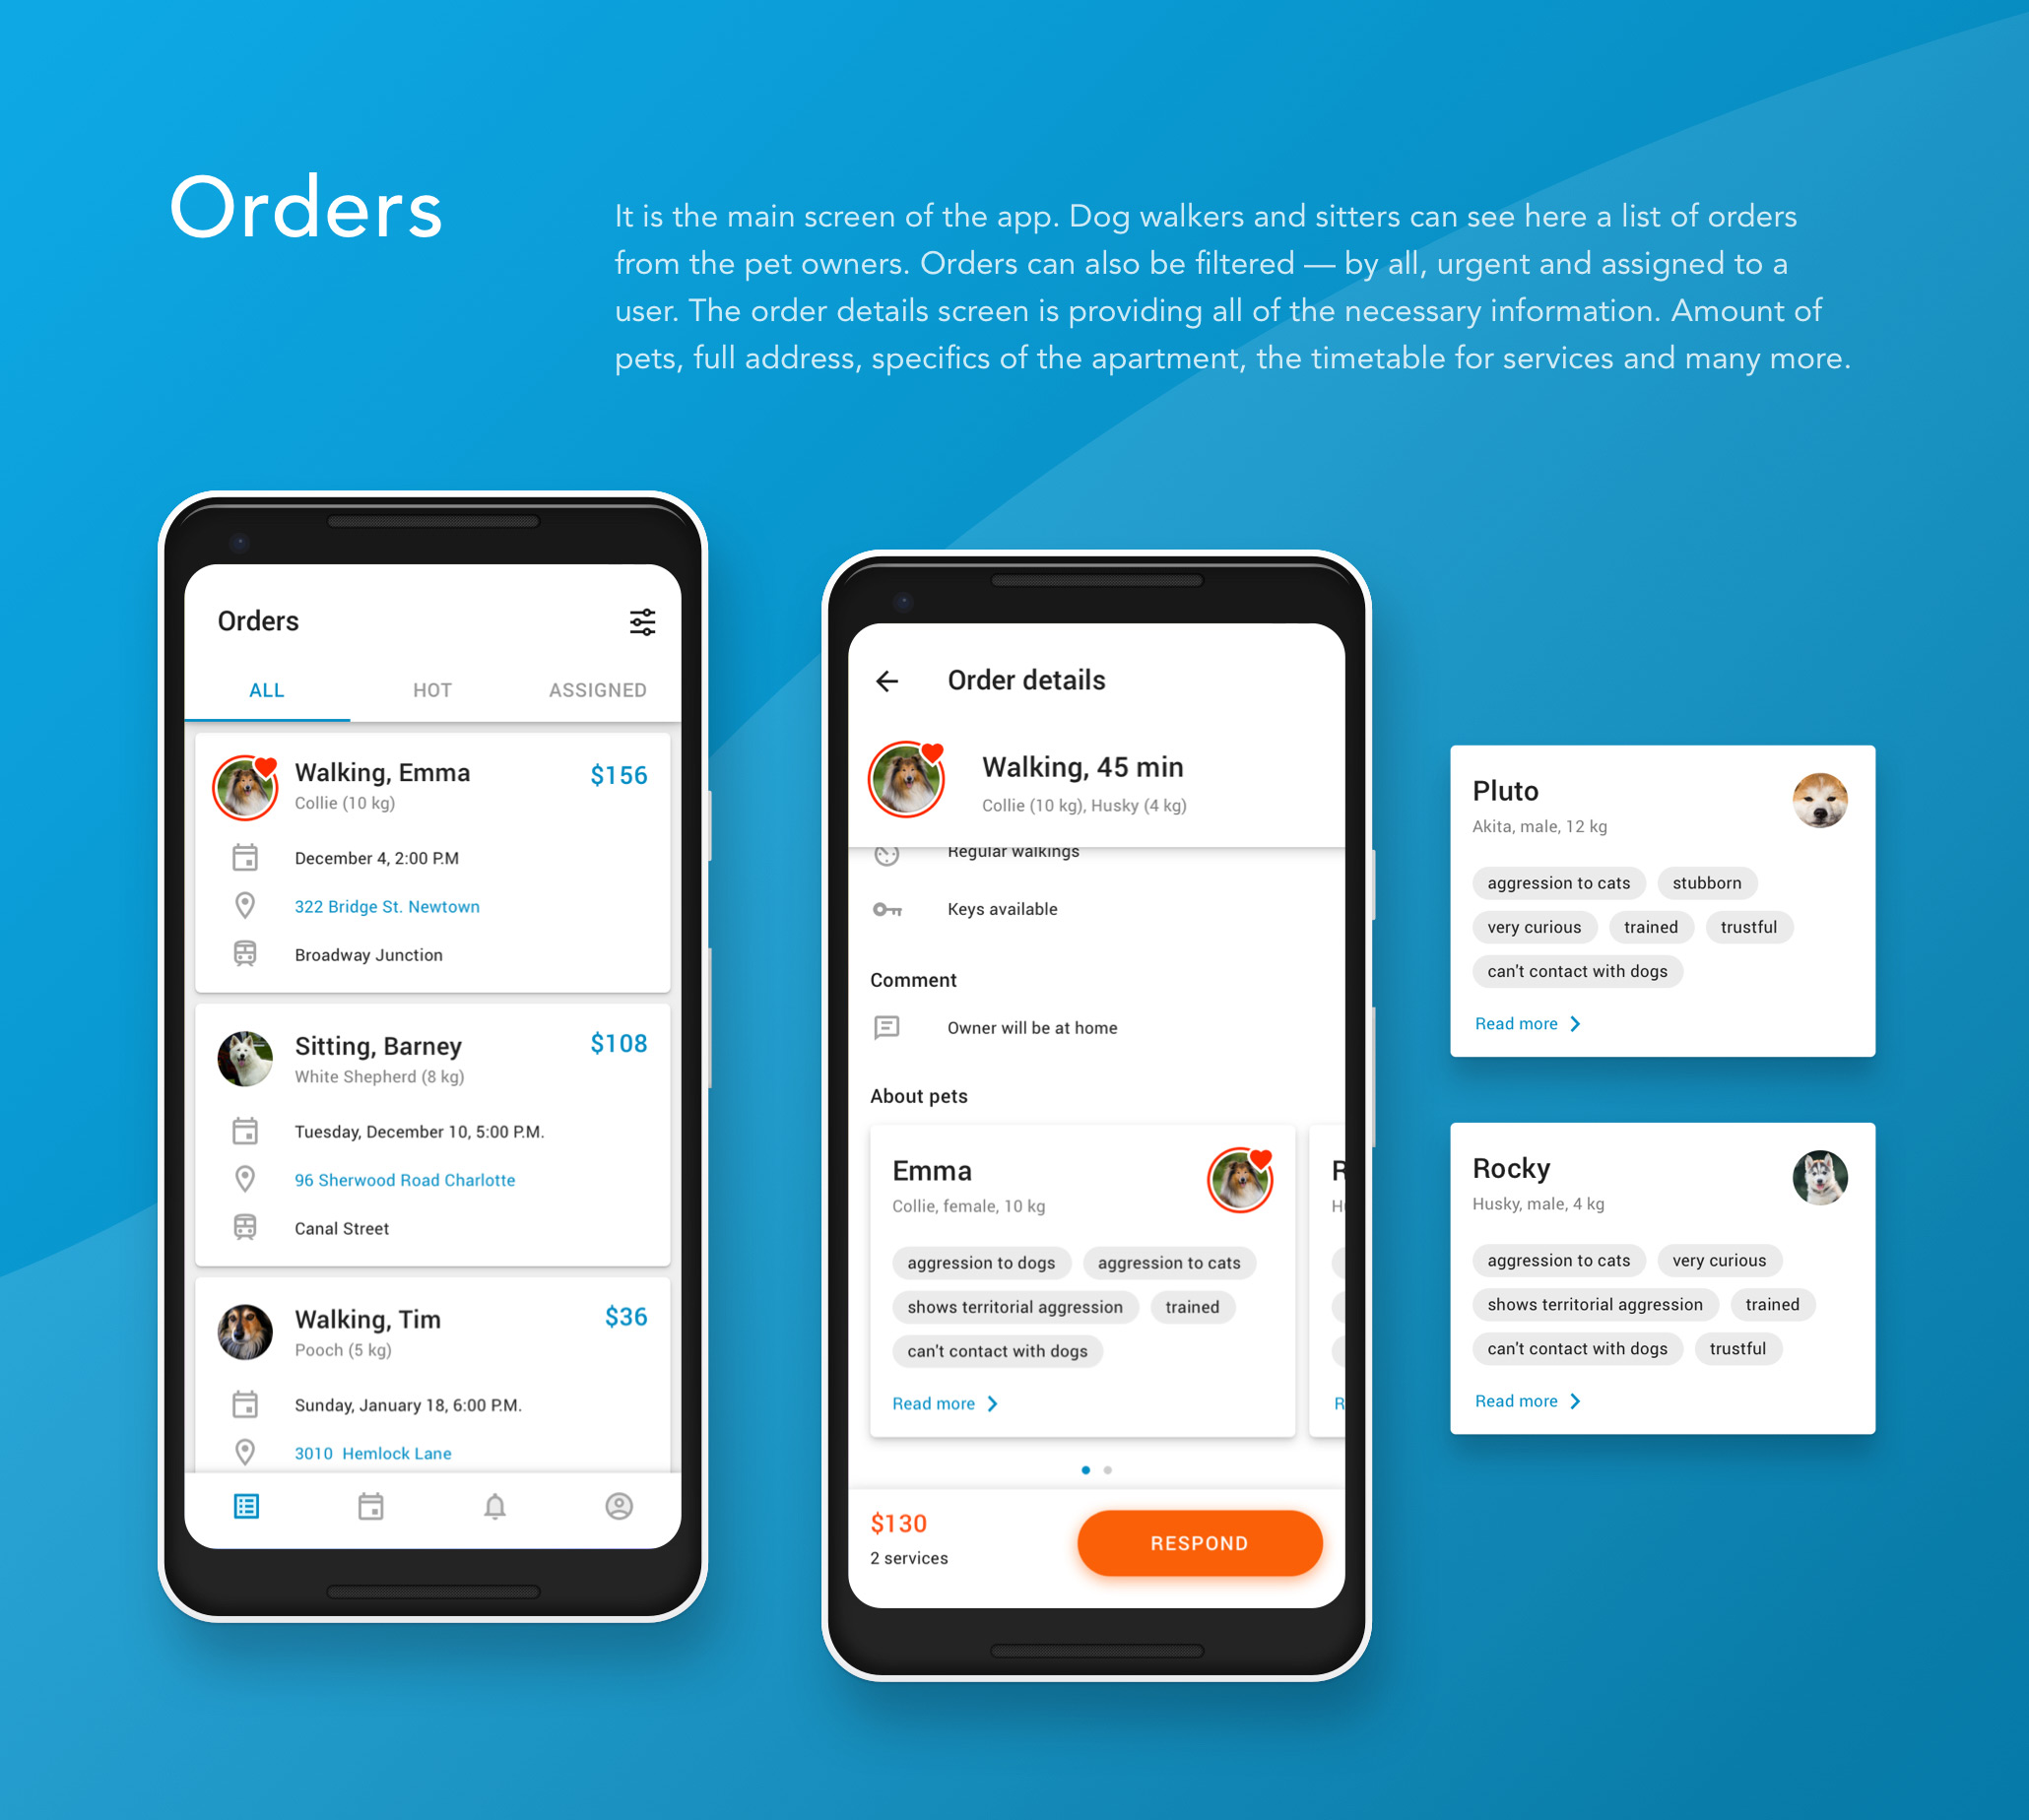 Orders
It is the main screen of the app. Dog walkers and sitters can see here a list of orders
from the pet owners. Orders can also be filtered — by all, urgent and assigned to a
user. The order details screen is providing all of the necessary information. Amount of
pets, full address, specifics of the apartment, the timetable for services and many more.
Orders
ALL HOT ASSIGNED
Walking, Emma $156
Collie (10 kg)
December 4, 2:00 P.M
322 Bridge St. Newtown
Broadway Junction
Sitting, Barney $108
White Shepherd (8 kg)
Tuesday, December 10, 5:00 P.M.
96 Sherwood Road Charlotte
Canal Street
Walking, Tim $36
Pooch (5 kg)
Sunday, January 18, 6:00 P.M.
3010 Hemlock Lane
Order details
Walking, 45 min
Collie (10 kg), Husky (4 kg)
Regular walkings
Keys available
Comment
Owner will be at home
About pets
Emma
Collie, female, 10 kg
aggression to dogs aggression to cats
shows territorial aggression trained
can't contact with dogs
Read more
R
H
R
$130
2 services
RESPOND
Pluto
Akita, male, 12 kg
aggression to cats stubborn
very curious trained trustful
can't contact with dogs
Read more
Rocky
Husky, male, 4 kg
aggression to cats very curious
shows territorial aggression trained
can't contact with dogs trustful
Read more